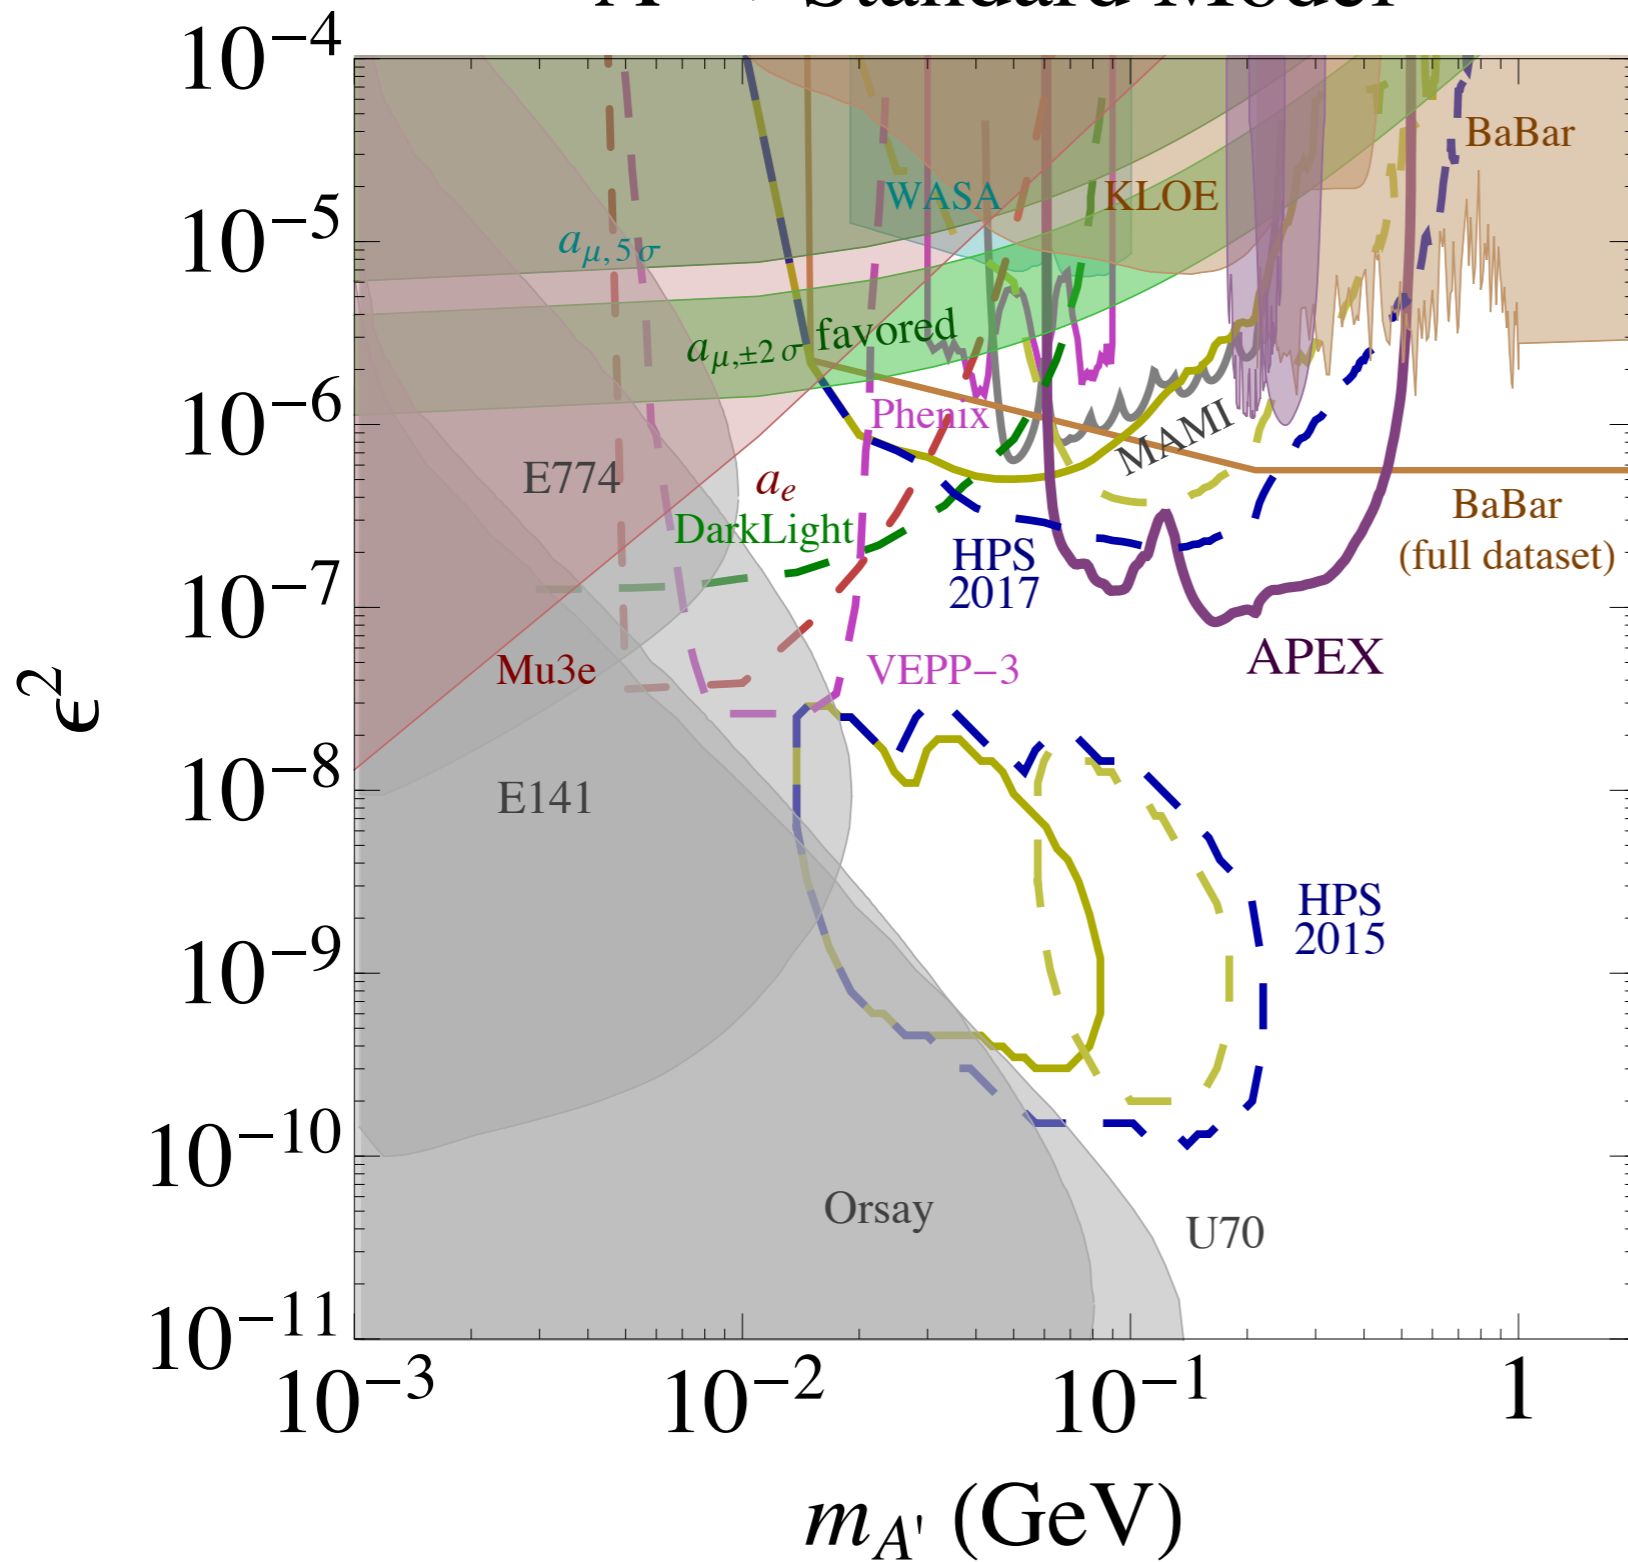 A' → Standard Model
10−4
10−5
10−6
10−7
10−8
10−9
10−10
10−11
ϵ2
BaBar
WASA
KLOE
aμ,5σ
aμ,±2σ favored
Phenix
MAMI
E774
ae
DarkLight
BaBar
(full dataset)
HPS
2017
Mu3e
VEPP−3
APEX
E141
HPS
2015
Orsay
U70
10−3
10−2
10−1
1
mA' (GeV)